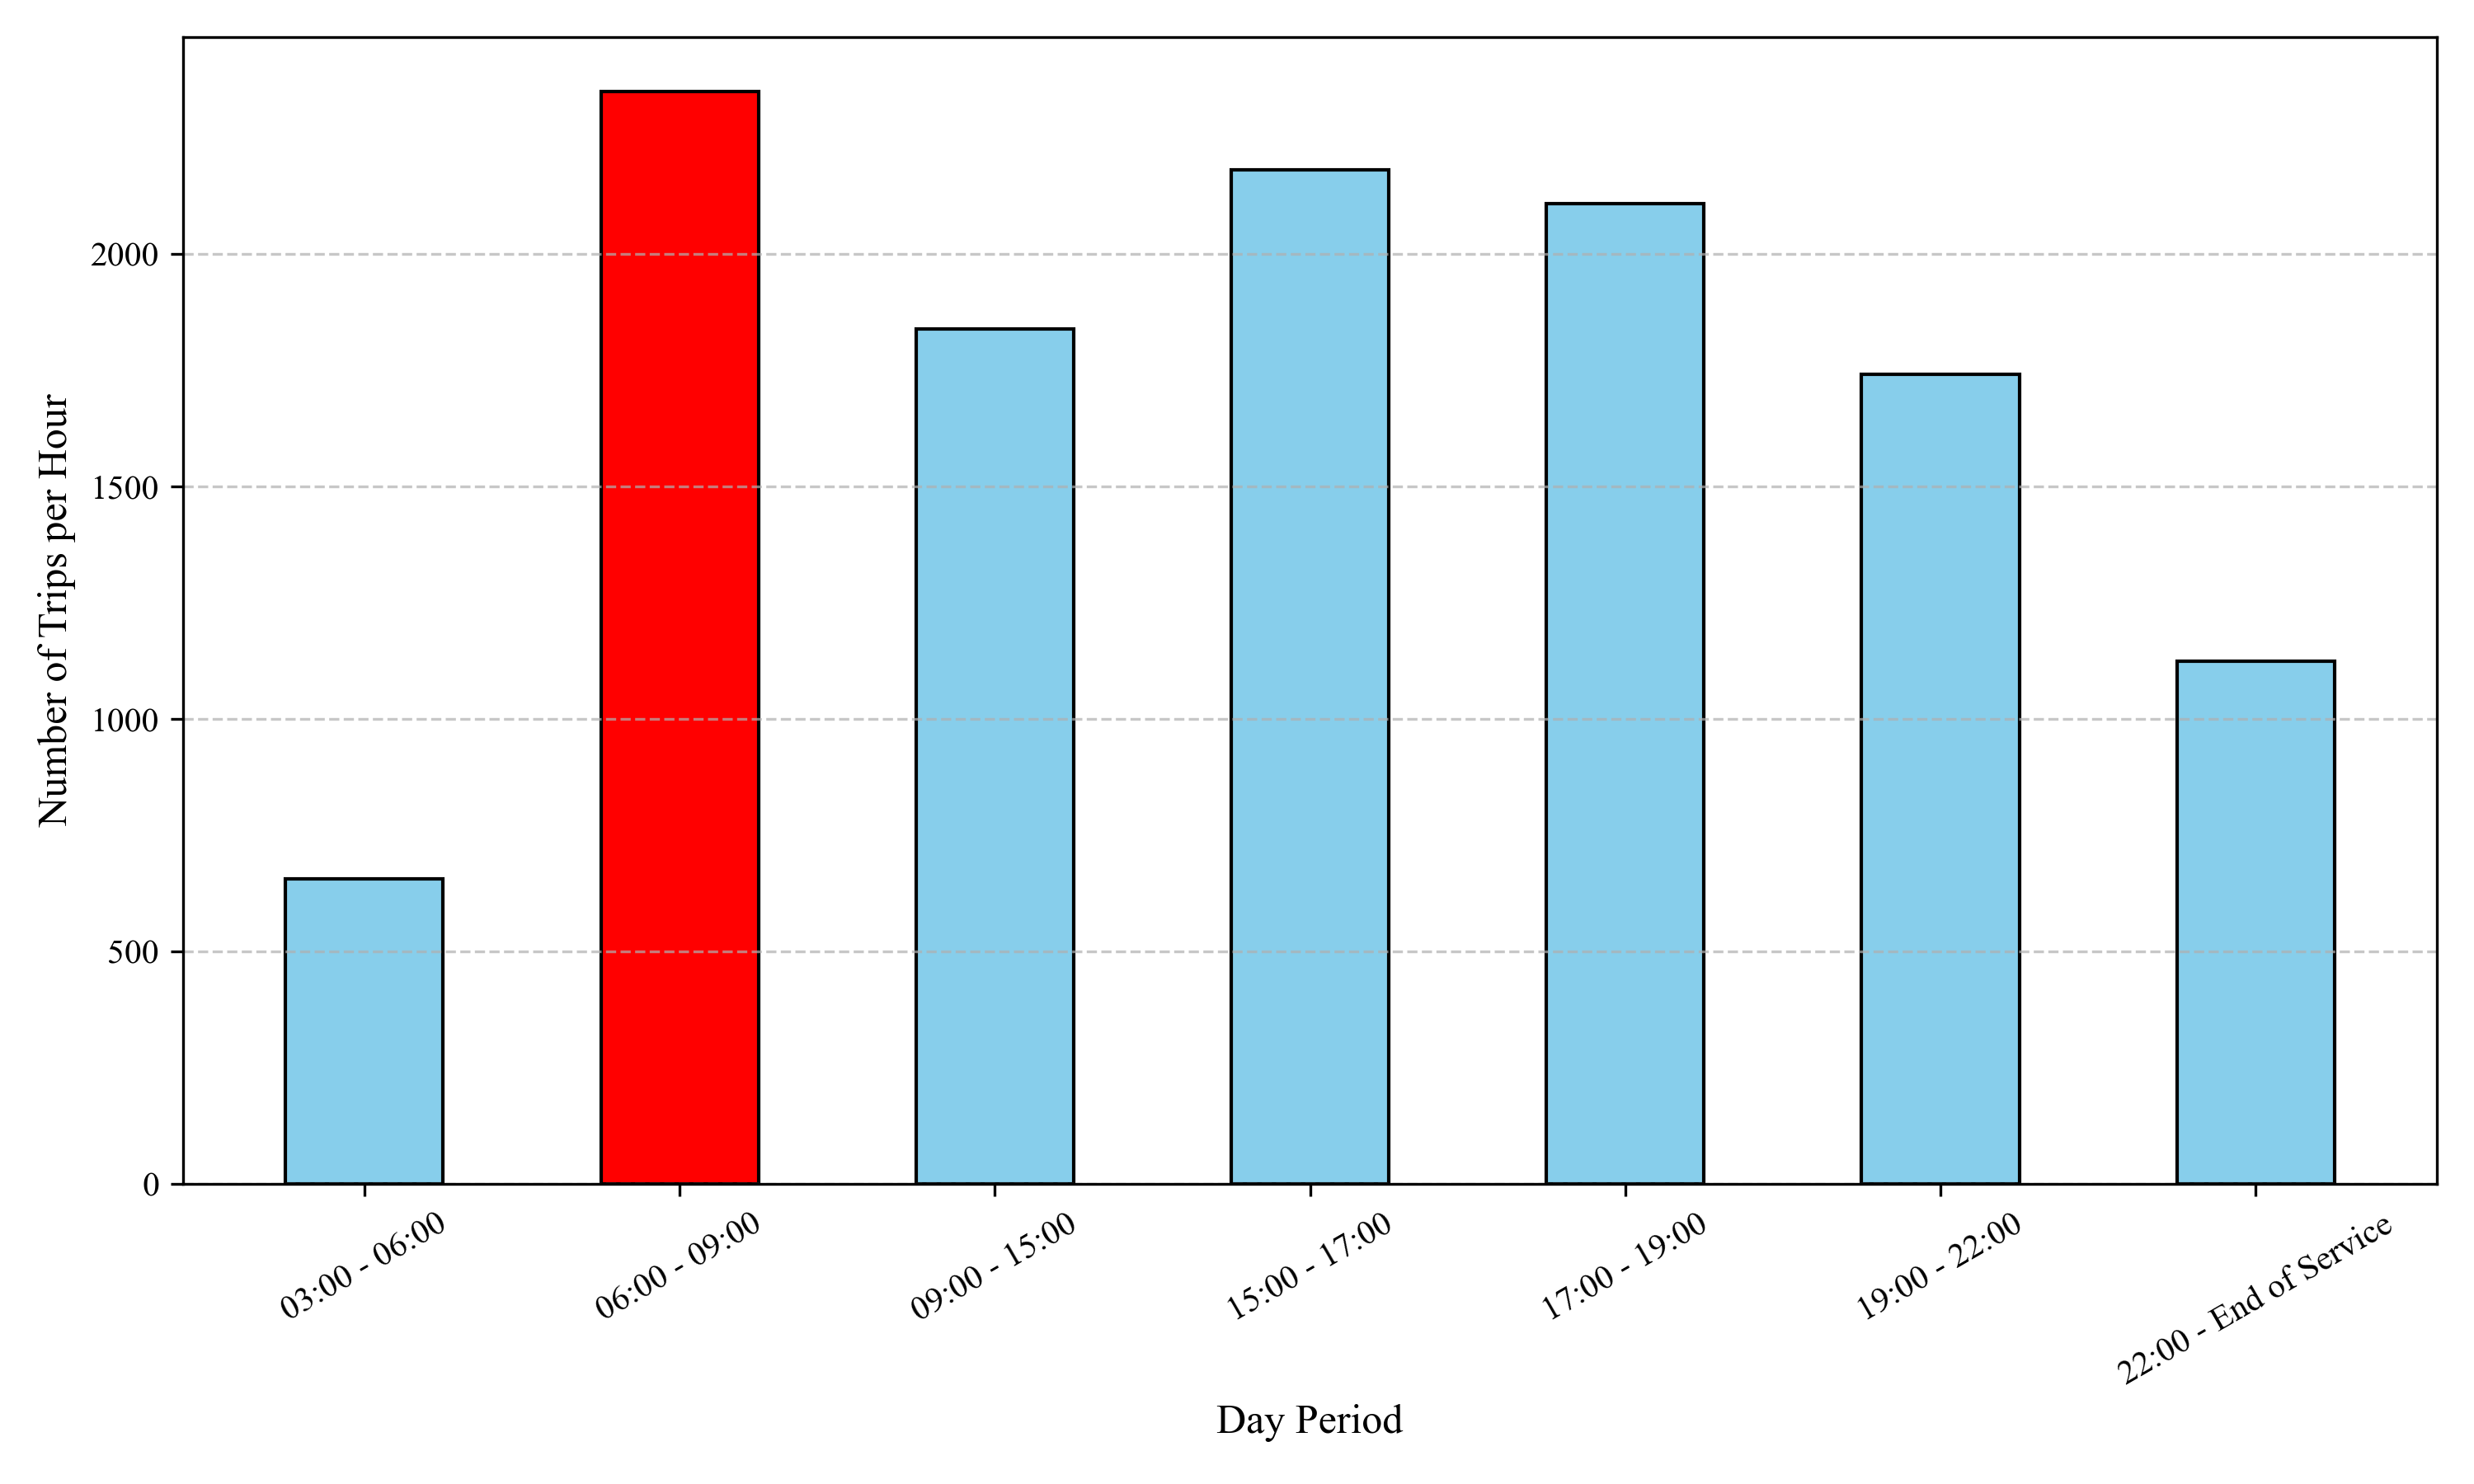 Number of Trips per Hour
2000
1500
1000
500
0
03:00 - 06:00
06:00 - 09:00
09:00 - 15:00
15:00 - 17:00
17:00 - 19:00
19:00 - 22:00
22:00 - End of Service
Day Period